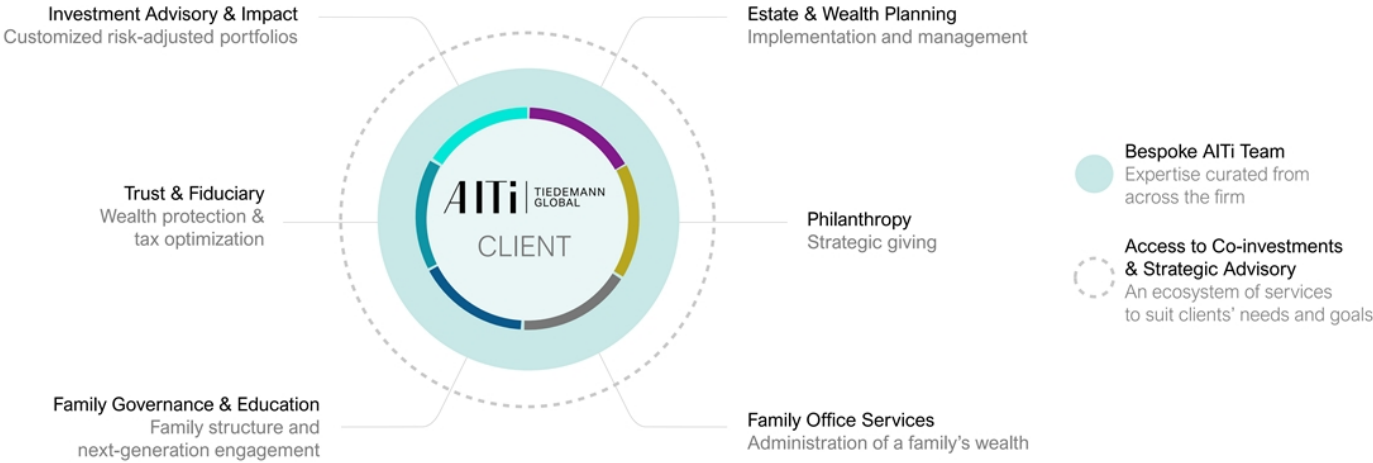 Investment Advisory & Impact
Customized risk-adjusted portfolios
Estate & Wealth Planning
Implementation and management
Trust & Fiduciary
Wealth protection &
tax optimization
AlTi TIEDEMANN
GLOBAL
CLIENT
Philanthropy
Strategic giving
Family Governance & Education
Family structure and
next-generation engagement
Family Office Services
Administration of a family’s wealth
Bespoke AlTi Team
Expertise curated from
across the firm
Access to Co-investments
& Strategic Advisory
An ecosystem of services
to suit clients’ needs and goals